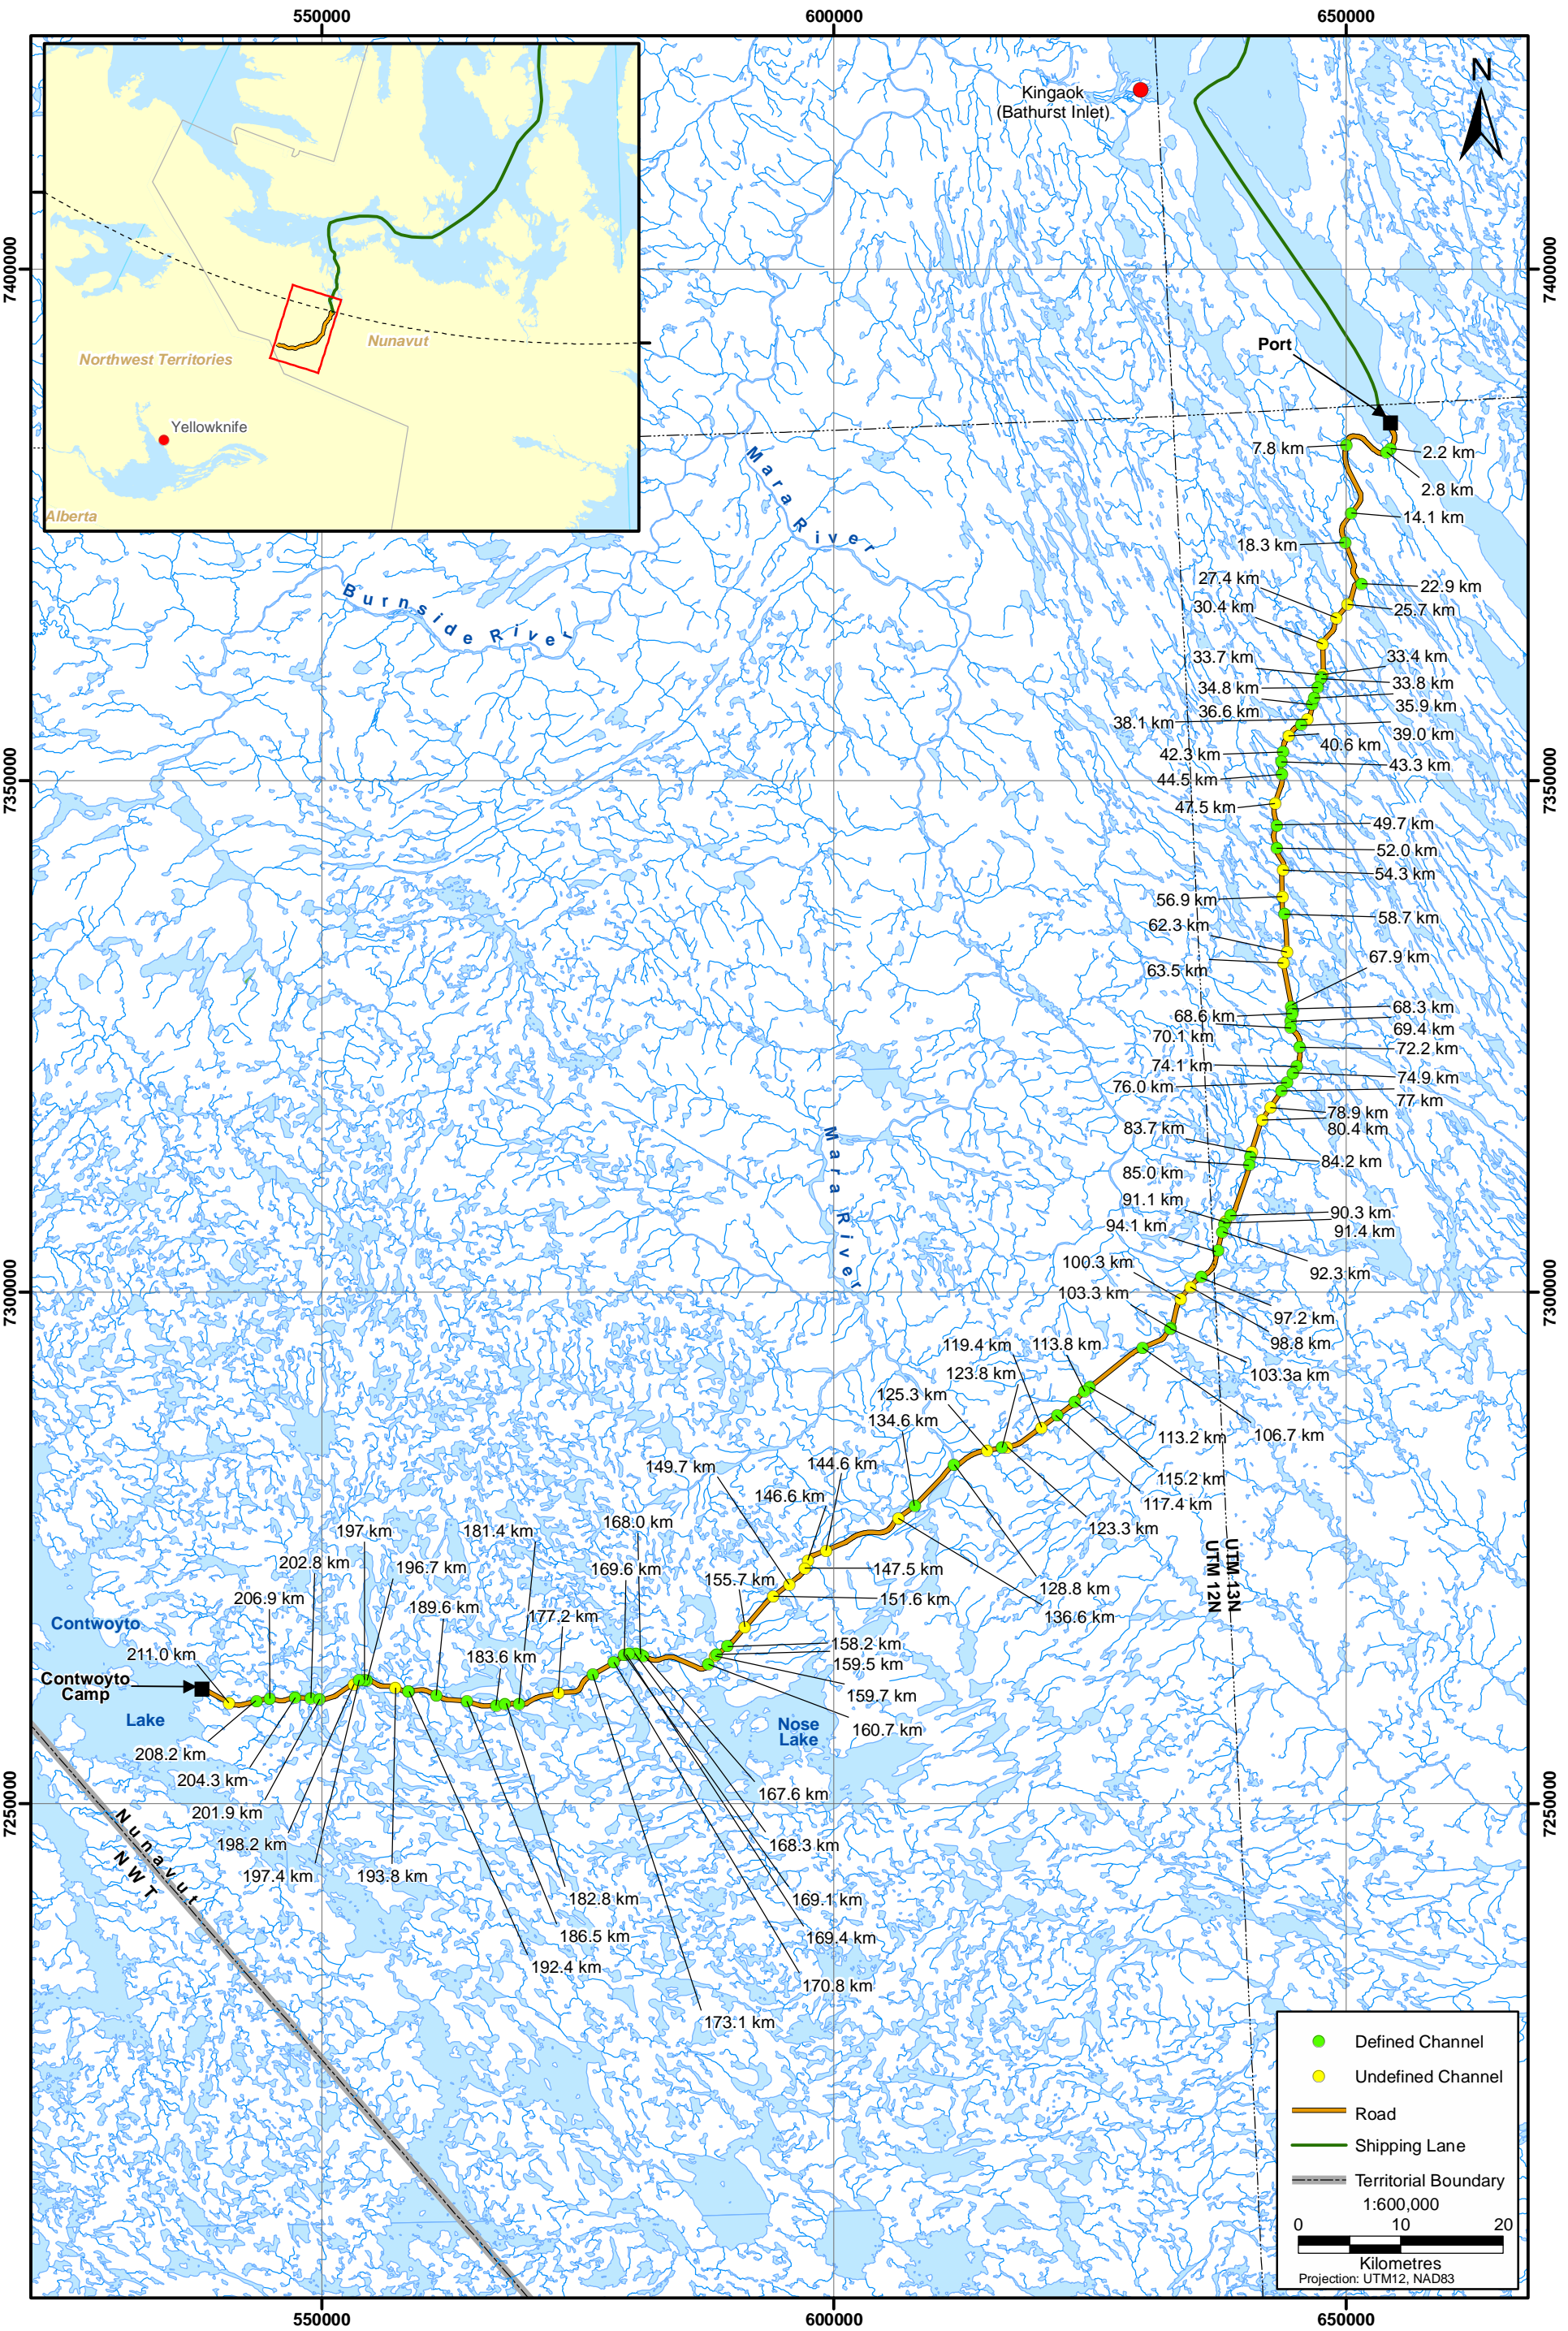 550000
600000
650000
N
Kingaok
(Bathurst Inlet)
7400000
7400000
Northwest Territories
Nunavut
Yellowknife
Alberta
Port
Mara River
Burnside River
7.8 km
2.2 km
2.8 km
14.1 km
18.3 km
27.4 km
22.9 km
30.4 km
25.7 km
33.7 km
33.4 km
34.8 km
33.8 km
36.6 km
35.9 km
38.1 km
39.0 km
40.6 km
42.3 km
43.3 km
44.5 km
7350000
7350000
47.5 km
49.7 km
52.0 km
54.3 km
56.9 km
58.7 km
62.3 km
67.9 km
63.5 km
68.3 km
68.6 km
69.4 km
70.1 km
72.2 km
74.1 km
74.9 km
76.0 km
77 km
78.9 km
83.7 km
80.4 km
84.2 km
85.0 km
Mara River
91.1 km
90.3 km
94.1 km
91.4 km
100.3 km
92.3 km
103.3 km
7300000
7300000
97.2 km
98.8 km
119.4 km
113.8 km
123.8 km
103.3a km
125.3 km
134.6 km
113.2 km
106.7 km
149.7 km
144.6 km
115.2 km
146.6 km
117.4 km
168.0 km
123.3 km
197 km
181.4 km
UTM 12N
UTM 13N
202.8 km
196.7 km
169.6 km
155.7 km
147.5 km
128.8 km
206.9 km
189.6 km
177.2 km
151.6 km
136.6 km
Contwoyto
211.0 km
183.6 km
158.2 km
159.5 km
Contwoyto
Camp
159.7 km
Lake
Nose
Lake
160.7 km
208.2 km
204.3 km
167.6 km
201.9 km
7250000
7250000
198.2 km
168.3 km
197.4 km
193.8 km
Nunavut
NWT
182.8 km
169.1 km
186.5 km
169.4 km
192.4 km
170.8 km
173.1 km
Defined Channel
Undefined Channel
Road
Shipping Lane
Territorial Boundary
1:600,000
0 10 20
Kilometres
Projection: UTM12, NAD83
550000
600000
650000